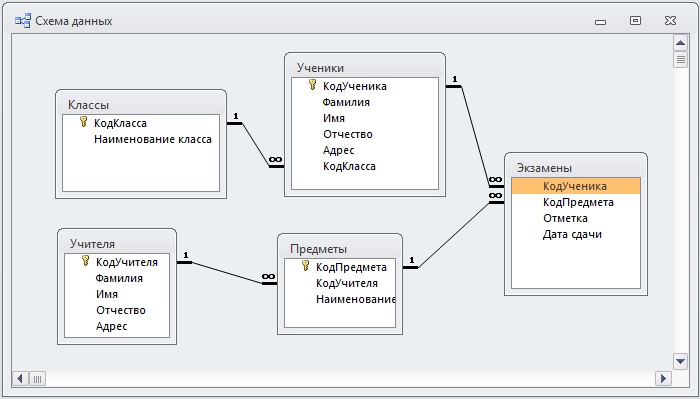 Схема данных
Классы
КодКласса
Наименование класса
1
∞
Ученики
КодУченика
Фамилия
Имя
Отчество
Адрес
КодКласса
1
∞
Экзамены
КодУченика
КодПредмета
Отметка
Дата сдачи
∞
Учителя
КодУчителя
Фамилия
Имя
Отчество
Адрес
1
∞
Предметы
КодПредмета
КодУчителя
Наименование
1